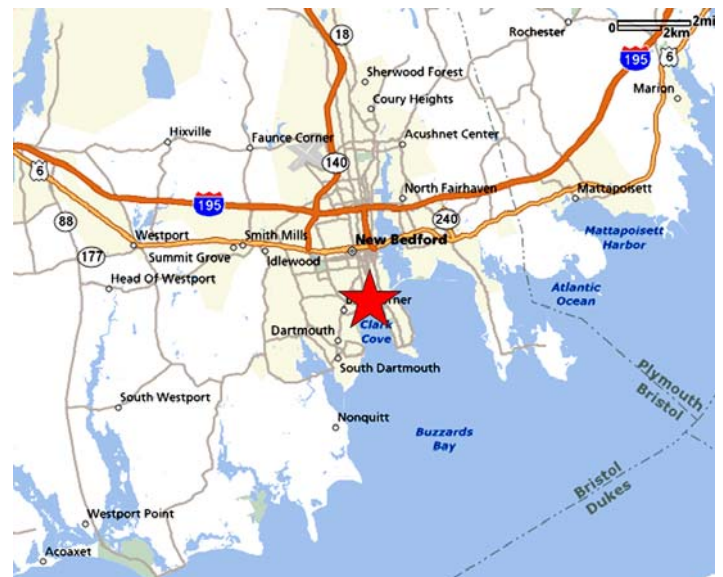 2mi
0
2km
Rochester
18
195
6
Sherwood Forest
Marion
Coury Heights
Hixville
Faunce Corner
Acushnet Center
140
6
North Fairhaven
Mattapoisett
195
88
240
Mattapoisett
Harbor
Westport
Smith Mills
New Bedford
177
Summit Grove
Idlewood
Head Of Westport
Atlantic
Ocean
Clark
Cove
Dartmouth
South Dartmouth
Plymouth
Bristol
South Westport
Nonquitt
Buzzards
Bay
Bristol
Dukes
Westport Point
Acoaxet